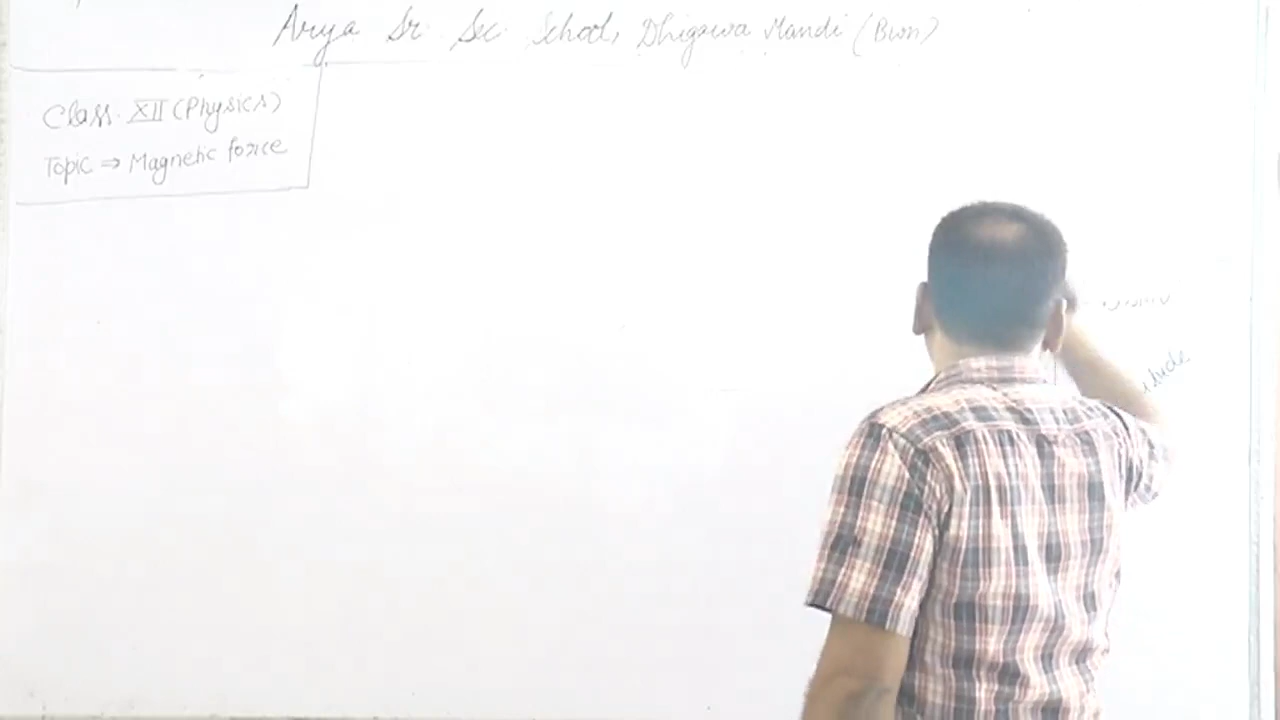 Arya Sr. Sec. School, Dhigawa Mandi (Bwn)
Class. XII (Physics)
Topic ⇒ Magnetic force